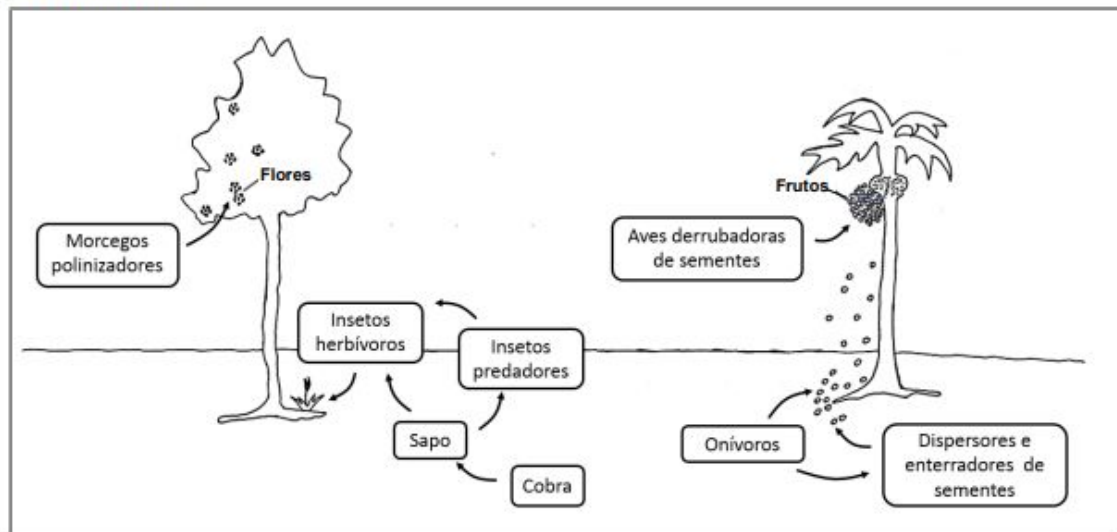 Flores
Morcegos
polinizadores
Insetos
herbívoros
Insetos
predadores
Sapo
Cobra
Frutos
Aves derrubadoras
de sementes
Onívoros
Dispersores e
enterradores de
sementes